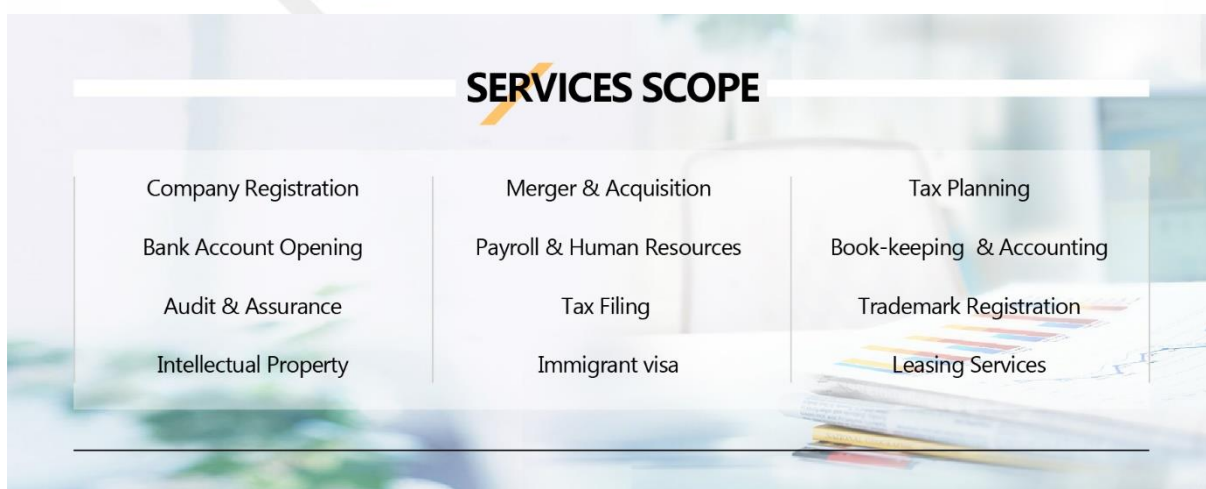 SERVICES SCOPE
Company Registration
Merger & Acquisition
Tax Planning
Bank Account Opening
Payroll & Human Resources
Book-keeping & Accounting
Audit & Assurance
Tax Filing
Trademark Registration
Intellectual Property
Immigrant visa
Leasing Services